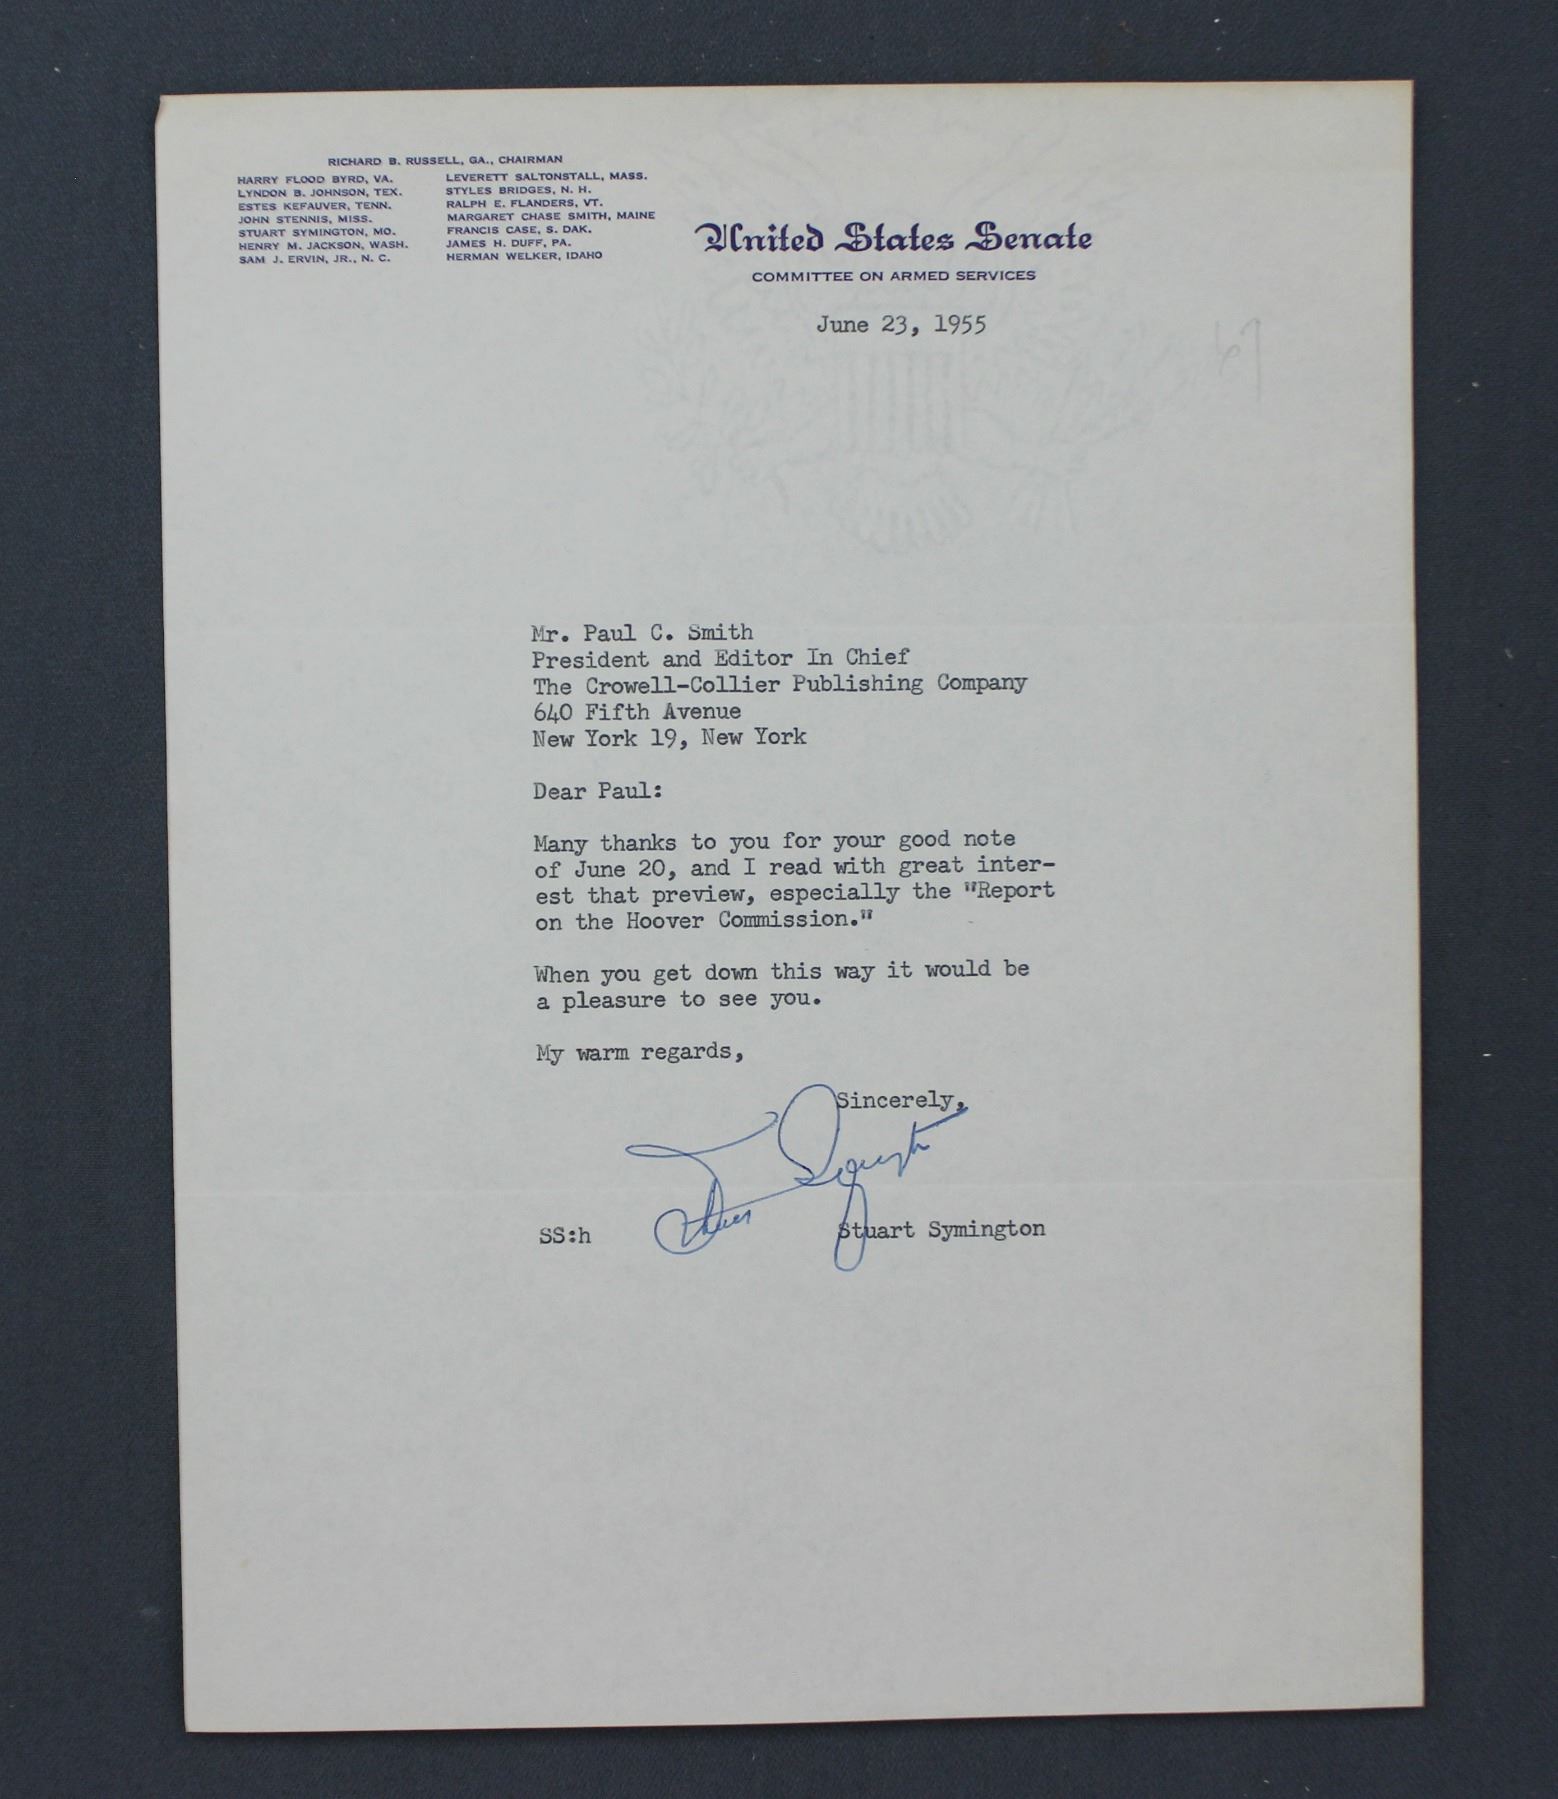 RICHARD B. RUSSELL, GA., CHAIRMAN
HARRY FLOOD BYRD, VA.
LYNDON B. JOHNSON, TEX.
ESTES KEFAUVER, TENN.
JOHN STENNIS, MISS.
STUART SYMINGTON, MO.
HENRY M. JACKSON, WASH.
SAM J. ERVIN, JR., N. C.
LEVERETT SALTONSTALL, MASS.
STYLES BRIDGES, N. H.
RALPH E. FLANDERS, VT.
MARGARET CHASE SMITH, MAINE
FRANCIS CASE, S. DAK.
JAMES H. DUFF, PA.
HERMAN WELKER, IDAHO
United States Senate
COMMITTEE ON ARMED SERVICES
June 23, 1955
Mr. Paul C. Smith
President and Editor In Chief
The Crowell-Collier Publishing Company
640 Fifth Avenue
New York 19, New York
Dear Paul:
Many thanks to you for your good note
of June 20, and I read with great inter-
est that preview, especially the "Report
on the Hoover Commission."
When you get down this way it would be
a pleasure to see you.
My warm regards,
Sincerely,
SS:h
Stuart Symington